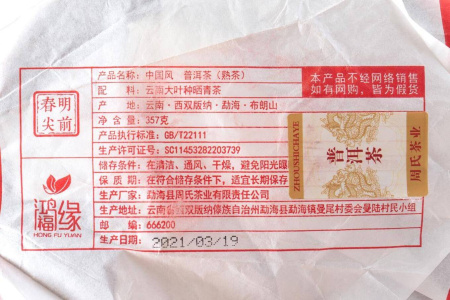 产品名称：中国风 普洱茶（熟茶）
配 料：云南大叶种晒青茶
产 地：云南·西双版纳·勐海·布朗山
净 含 量：357克
产品执行标准：GB/T22111
生产许可证号：SC11453282203739
储存条件：在清洁、通风、干燥、避免阳光曝
保 质 期：在符合储存条件下，适宜长期保存
生产厂家：勐海县周氏茶业有限责任公司
生产地址：云南省西双版纳傣族自治州勐海县勐海镇曼尾村委会曼陆村民小组
邮 编：666200
生产日期：2021/03/19
本产品不经网络销售
如有网购，皆为假货
明前
春尖
鸿福缘
HONG FU YUAN
ZHOUSHICHAYE
普洱茶
周氏茶业